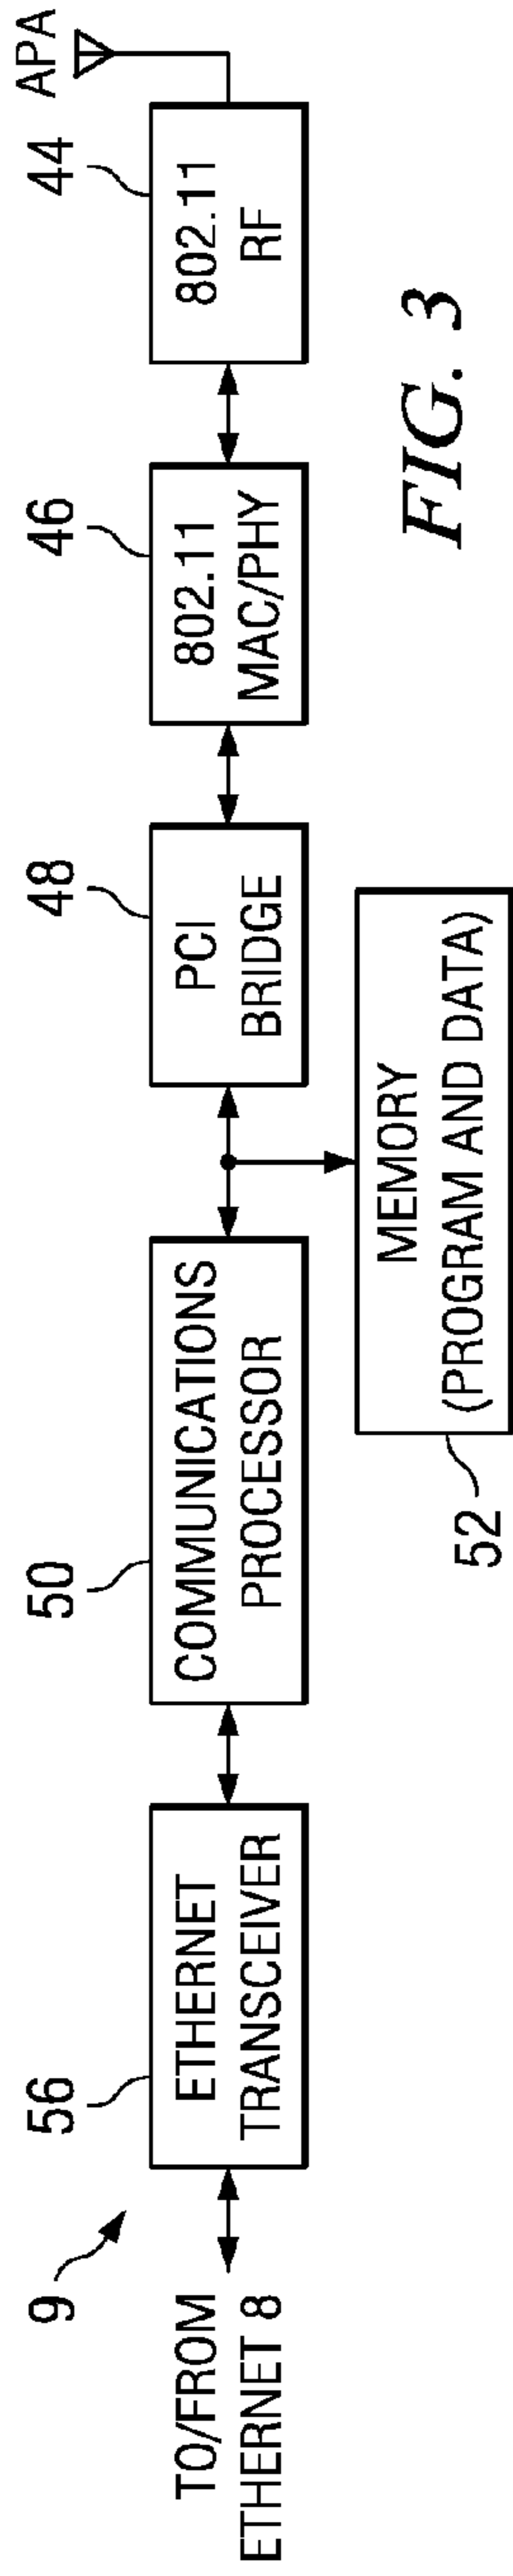 9
56
50
48
46
44
APA
TO/FROM
ETHERNET 8
ETHERNET
TRANSCEIVER
COMMUNICATIONS
PROCESSOR
PCI
BRIDGE
802.11
MAC/PHY
802.11
RF
MEMORY
(PROGRAM AND DATA)
52
FIG. 3